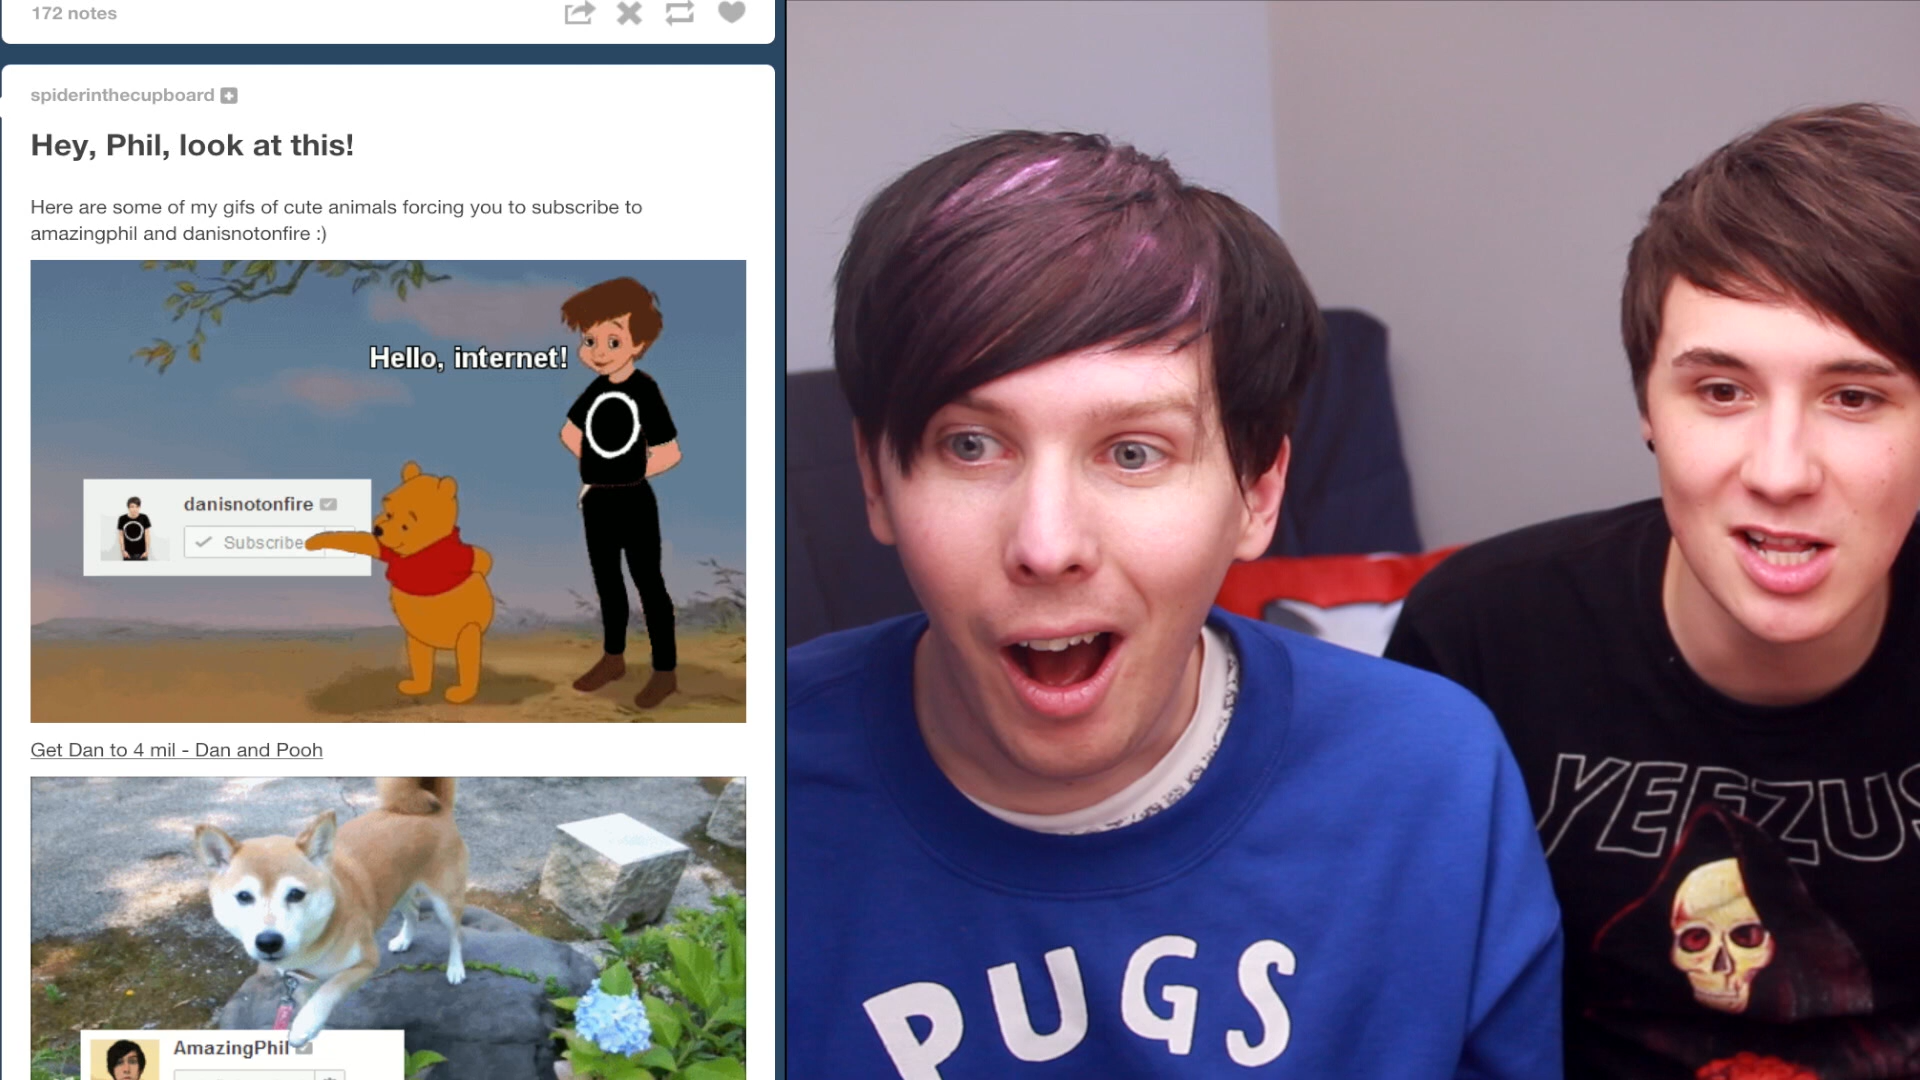 172 notes
spiderinthecupboard
Hey, Phil, look at this!
Here are some of my gifs of cute animals forcing you to subscribe to
amazingphil and danisnotonfire :)
Hello, internet!
danisnotonfire
Subscribe
Get Dan to 4 mil - Dan and Pooh
AmazingPhil
PUGS
YEEZUS